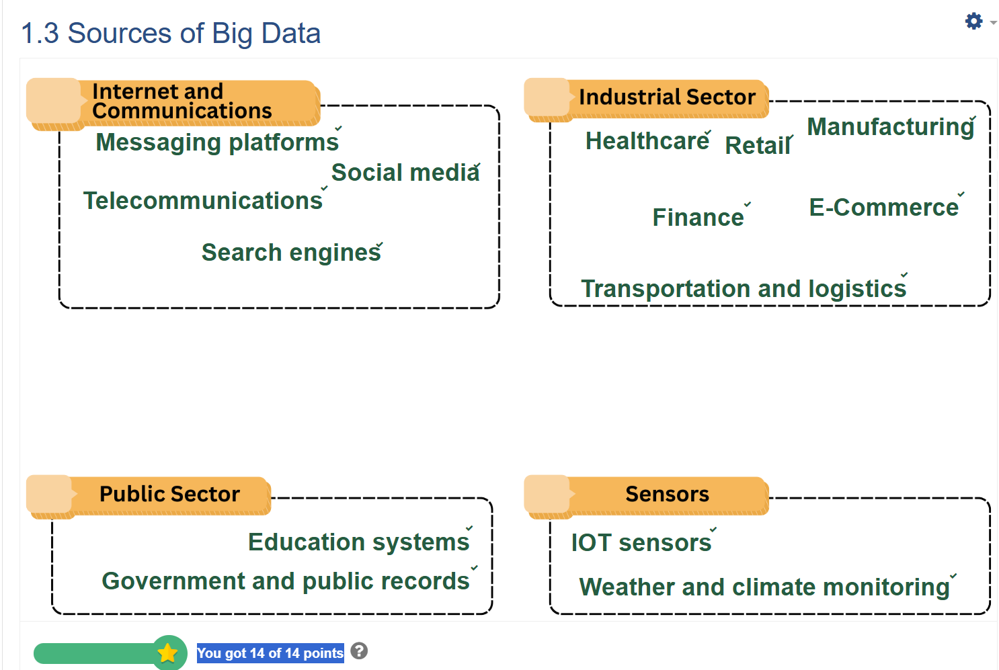 1.3 Sources of Big Data
Internet and
Communications
Messaging platforms
Social media
Telecommunications
Search engines
Industrial Sector
Manufacturing
Healthcare
Retail
E-Commerce
Finance
Transportation and logistics
Public Sector
Education systems
Government and public records
Sensors
IOT sensors
Weather and climate monitoring
You got 14 of 14 points
?